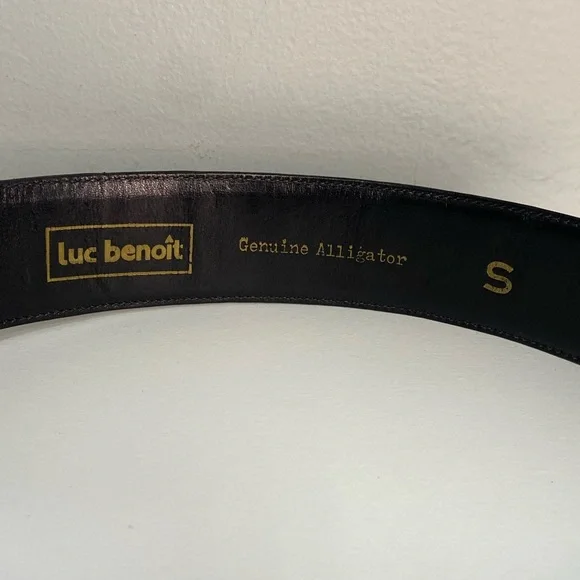 luc benoît
Genuine Alligator
S